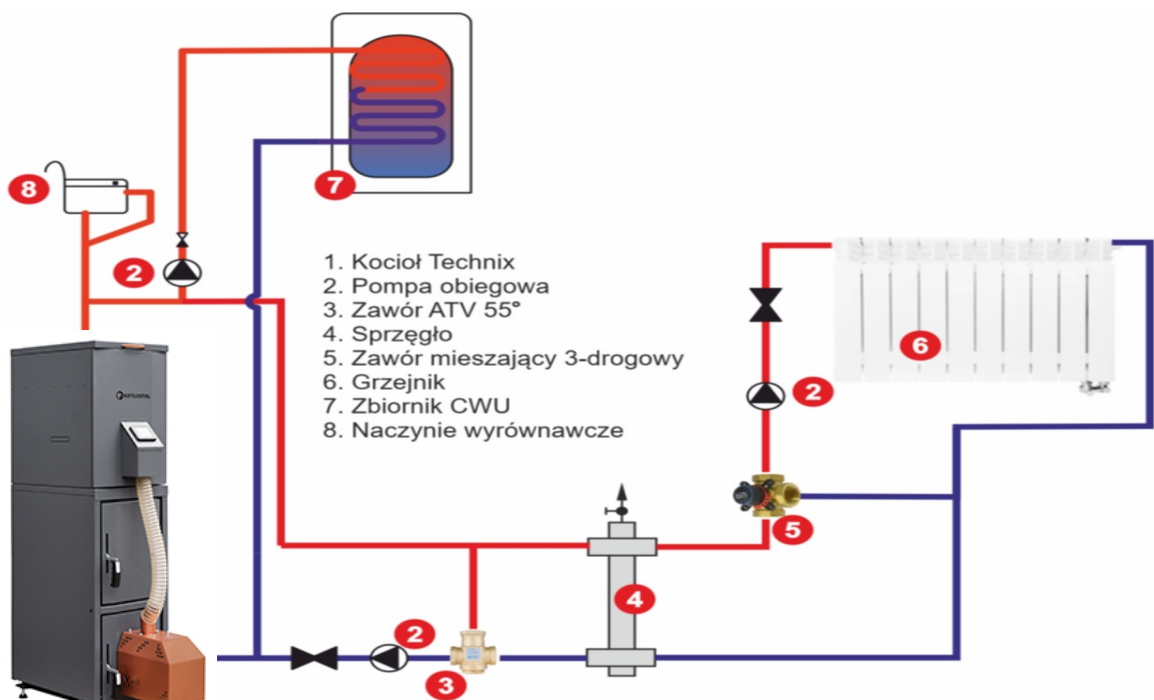 8
7
2
1. Kocioł Technix
2. Pompa obiegowa
3. Zawór ATV 55°
4. Sprzęgło
5. Zawór mieszający 3-drogowy
6. Grzejnik
7. Zbiornik CWU
8. Naczynie wyrównawcze
6
2
5
4
2
3